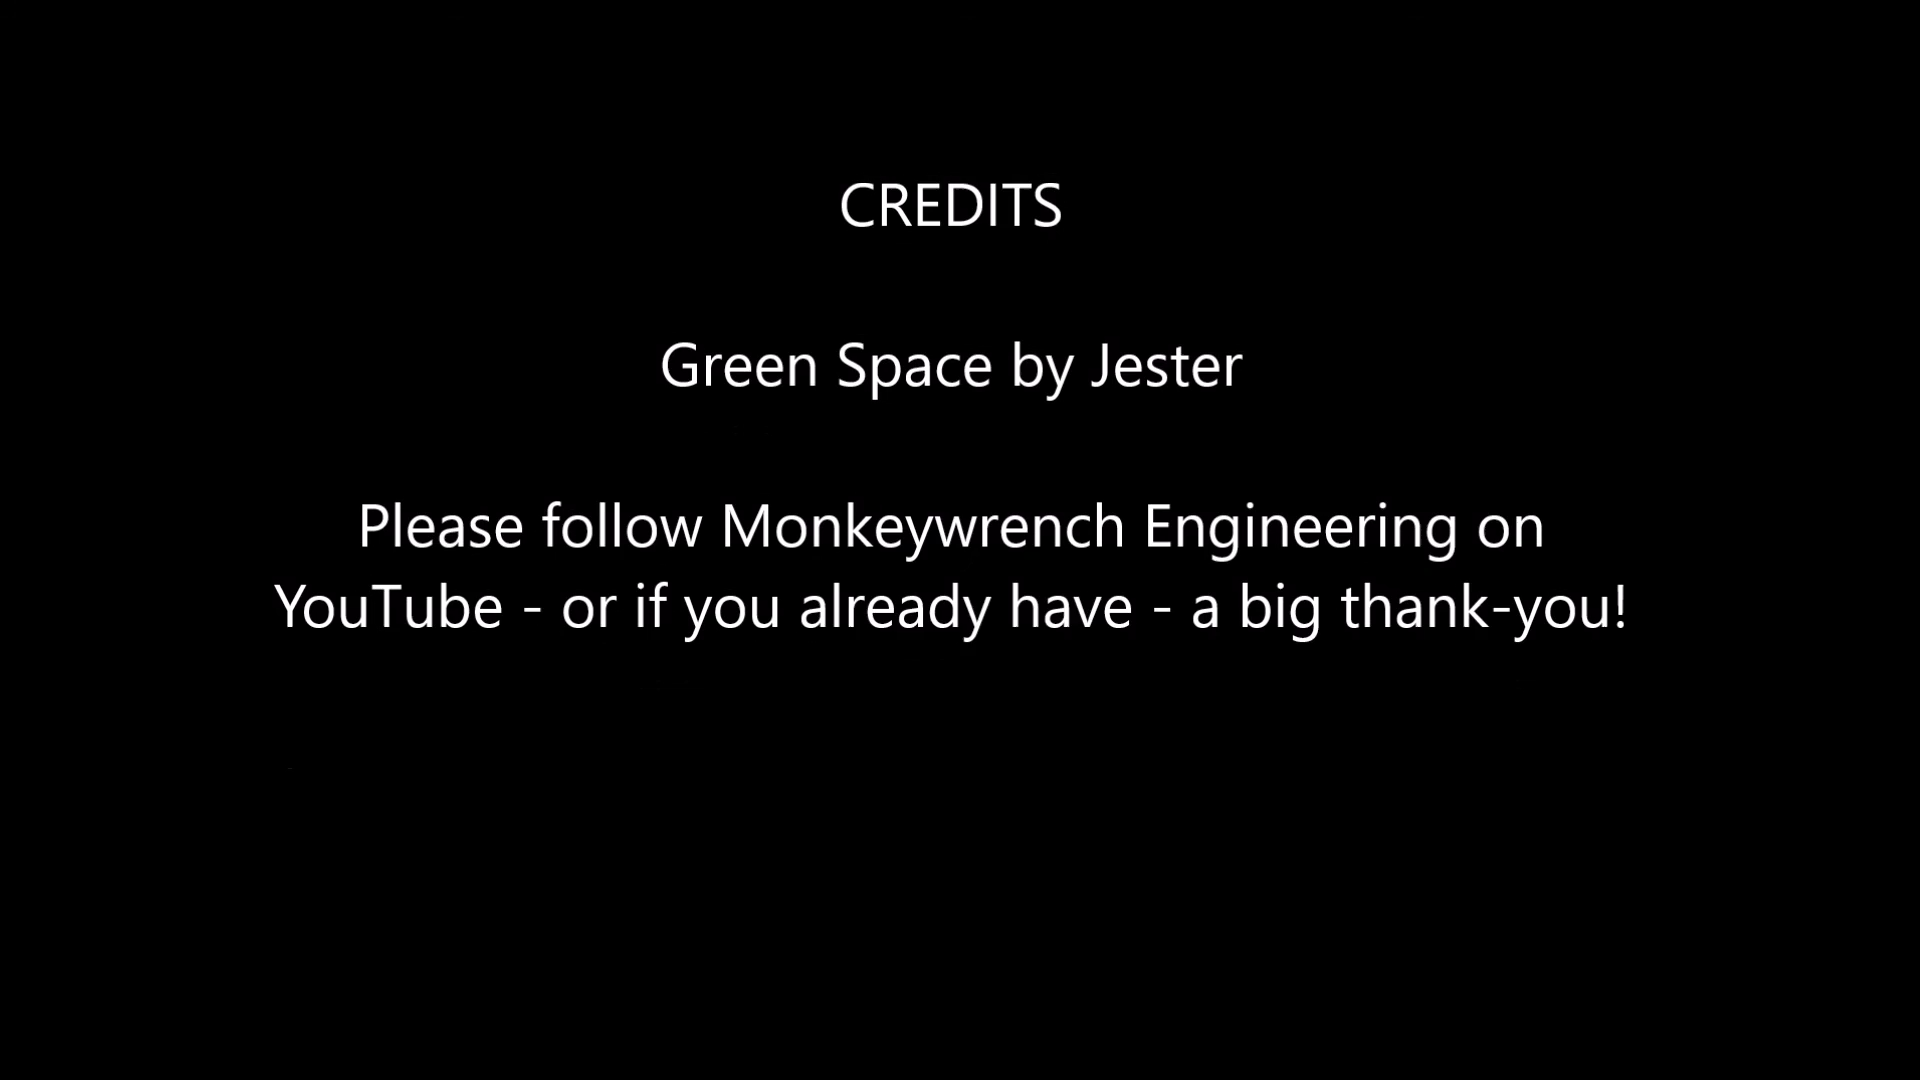 CREDITS
Green Space by Jester
Please follow Monkeywrench Engineering on
YouTube - or if you already have - a big thank-you!